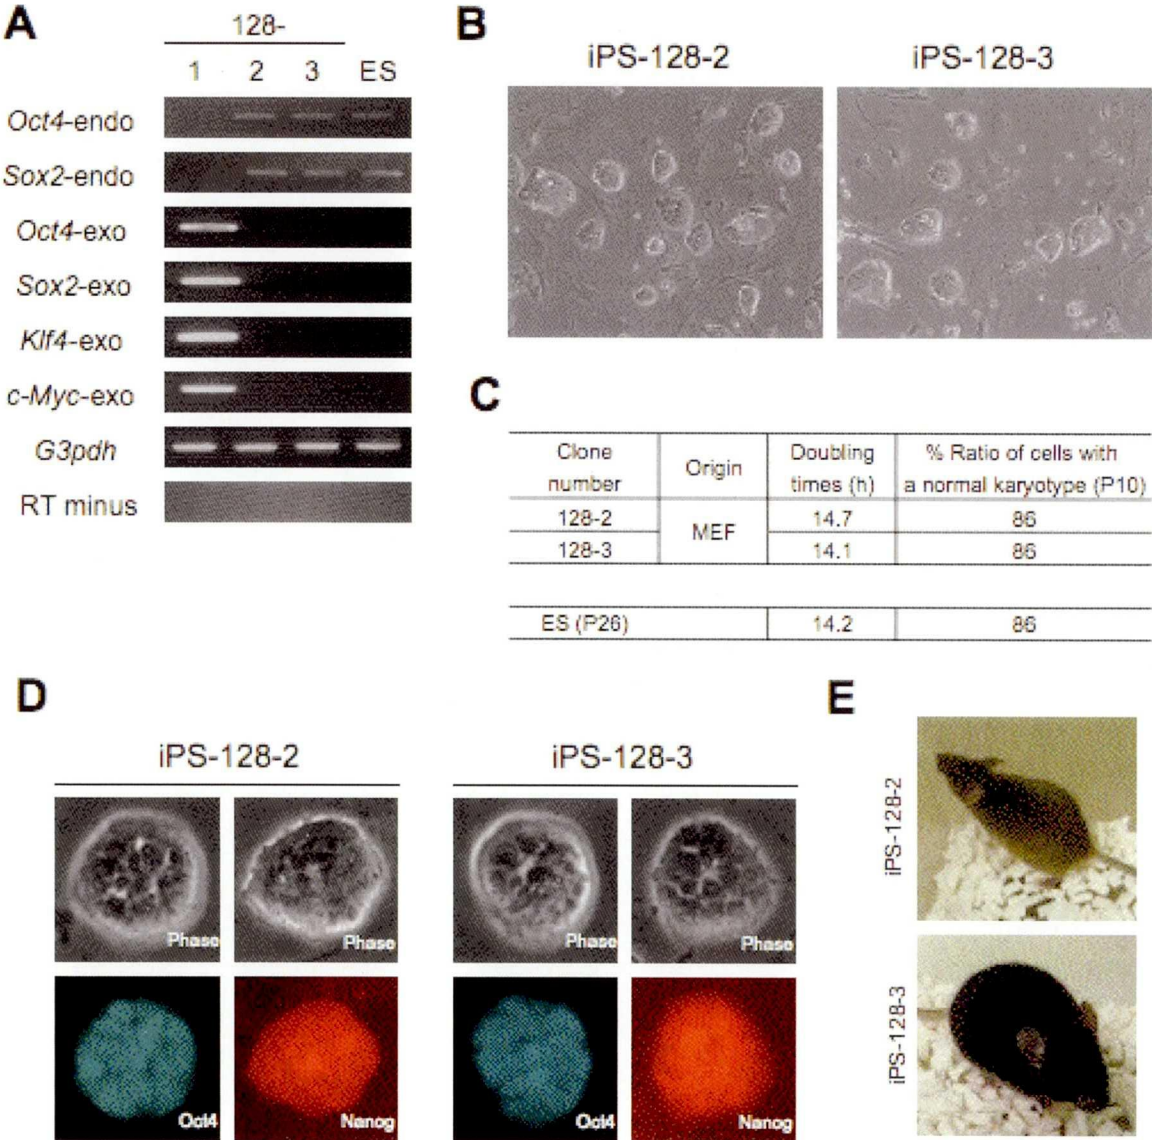 A
128-
1 2 3 ES
Oct4-endo
Sox2-endo
Oct4-exo
Sox2-exo
Klf4-exo
c-Myc-exo
G3pdh
RT minus
B
iPS-128-2 iPS-128-3
C
Clone number Origin Doubling times (h) % Ratio of cells with a normal karyotype (P10)
128-2 MEF 14.7 86
128-3 14.1 86
ES (P26) 14.2 86
D
iPS-128-2 iPS-128-3
Phase Phase Phase Phase
Oct4 Nanog Oct4 Nanog
E
iPS-128-2
iPS-128-3